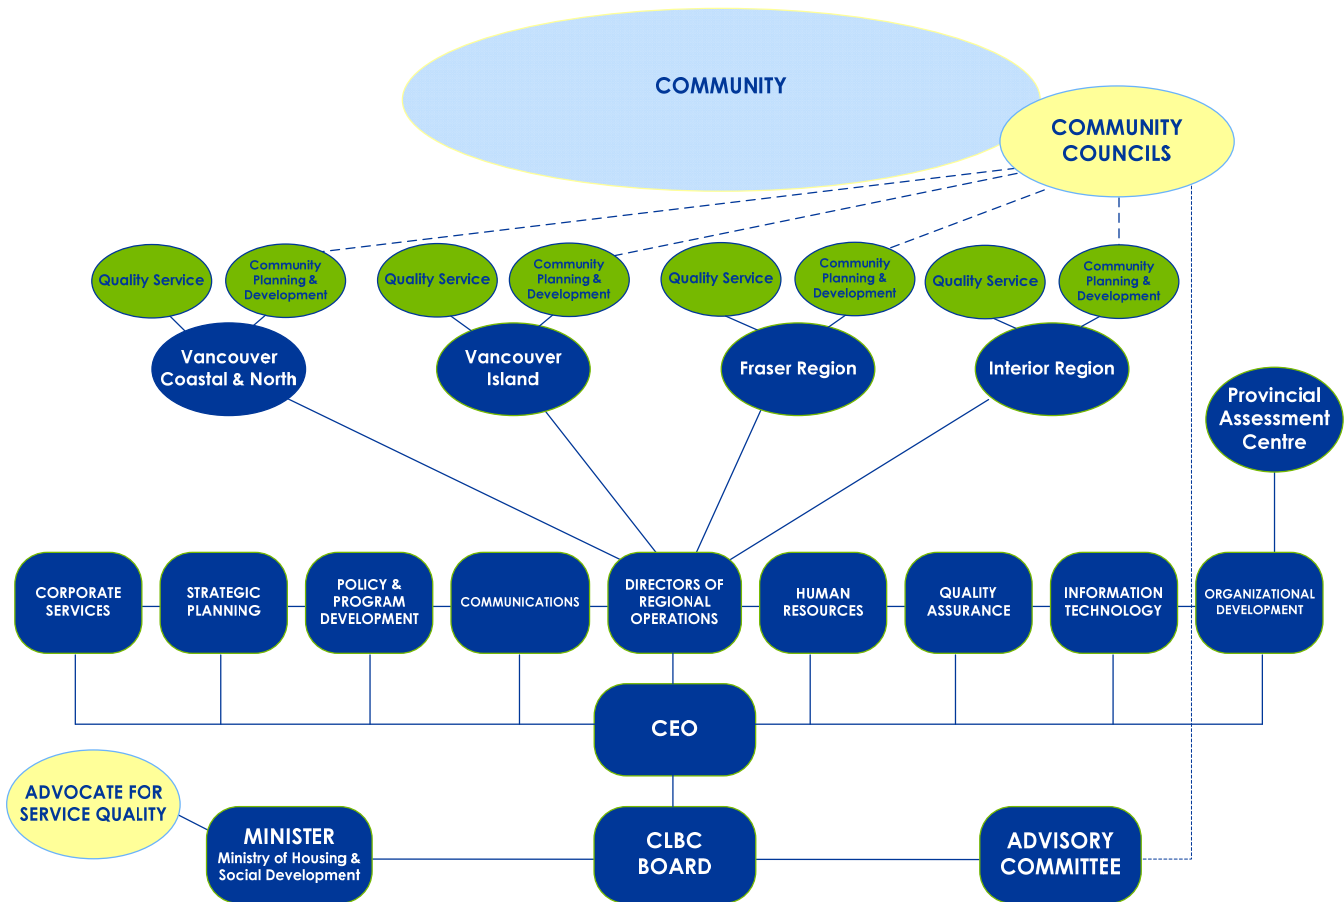 COMMUNITY
COMMUNITY
COUNCILS
Quality Service
Community
Planning &
Development
Quality Service
Community
Planning &
Development
Quality Service
Community
Planning &
Development
Quality Service
Community
Planning &
Development
Vancouver
Coastal & North
Vancouver
Island
Fraser Region
Interior Region
Provincial
Assessment
Centre
CORPORATE
SERVICES
STRATEGIC
PLANNING
POLICY &
PROGRAM
DEVELOPMENT
COMMUNICATIONS
DIRECTORS OF
REGIONAL
OPERATIONS
HUMAN
RESOURCES
QUALITY
ASSURANCE
INFORMATION
TECHNOLOGY
ORGANIZATIONAL
DEVELOPMENT
CEO
ADVOCATE FOR
SERVICE QUALITY
MINISTER
Ministry of Housing &
Social Development
CLBC
BOARD
ADVISORY
COMMITTEE